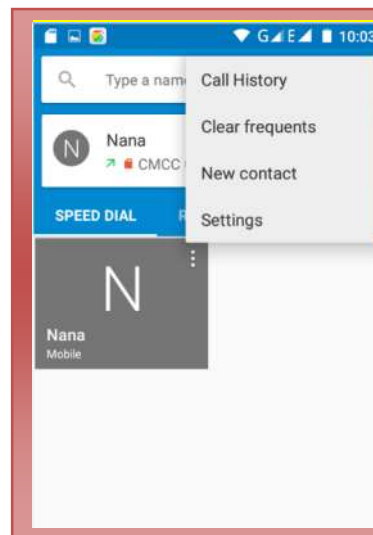 G E 10:03
Type a nam
Call History
Clear frequents
N
Nana
CMCC
New contact
SPEED DIAL
R
Settings
N
Nana
Mobile